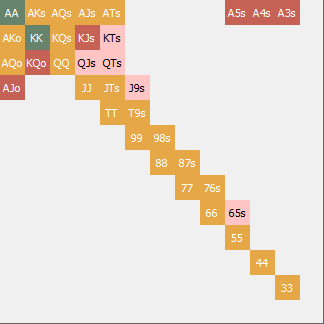 AA AKs AQs AJs ATs A5s A4s A3s
AKo KK KQs KJs KTs
AQo KQo QQ QJs QTs
AJo JJ JTs J9s
TT T9s
99 98s
88 87s
77 76s
66 65s
55
44
33